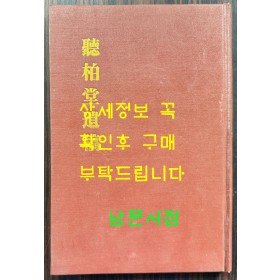 聽柏堂遺
상세정보 꼭
확인후 구매
부탁드립니다
남문서점